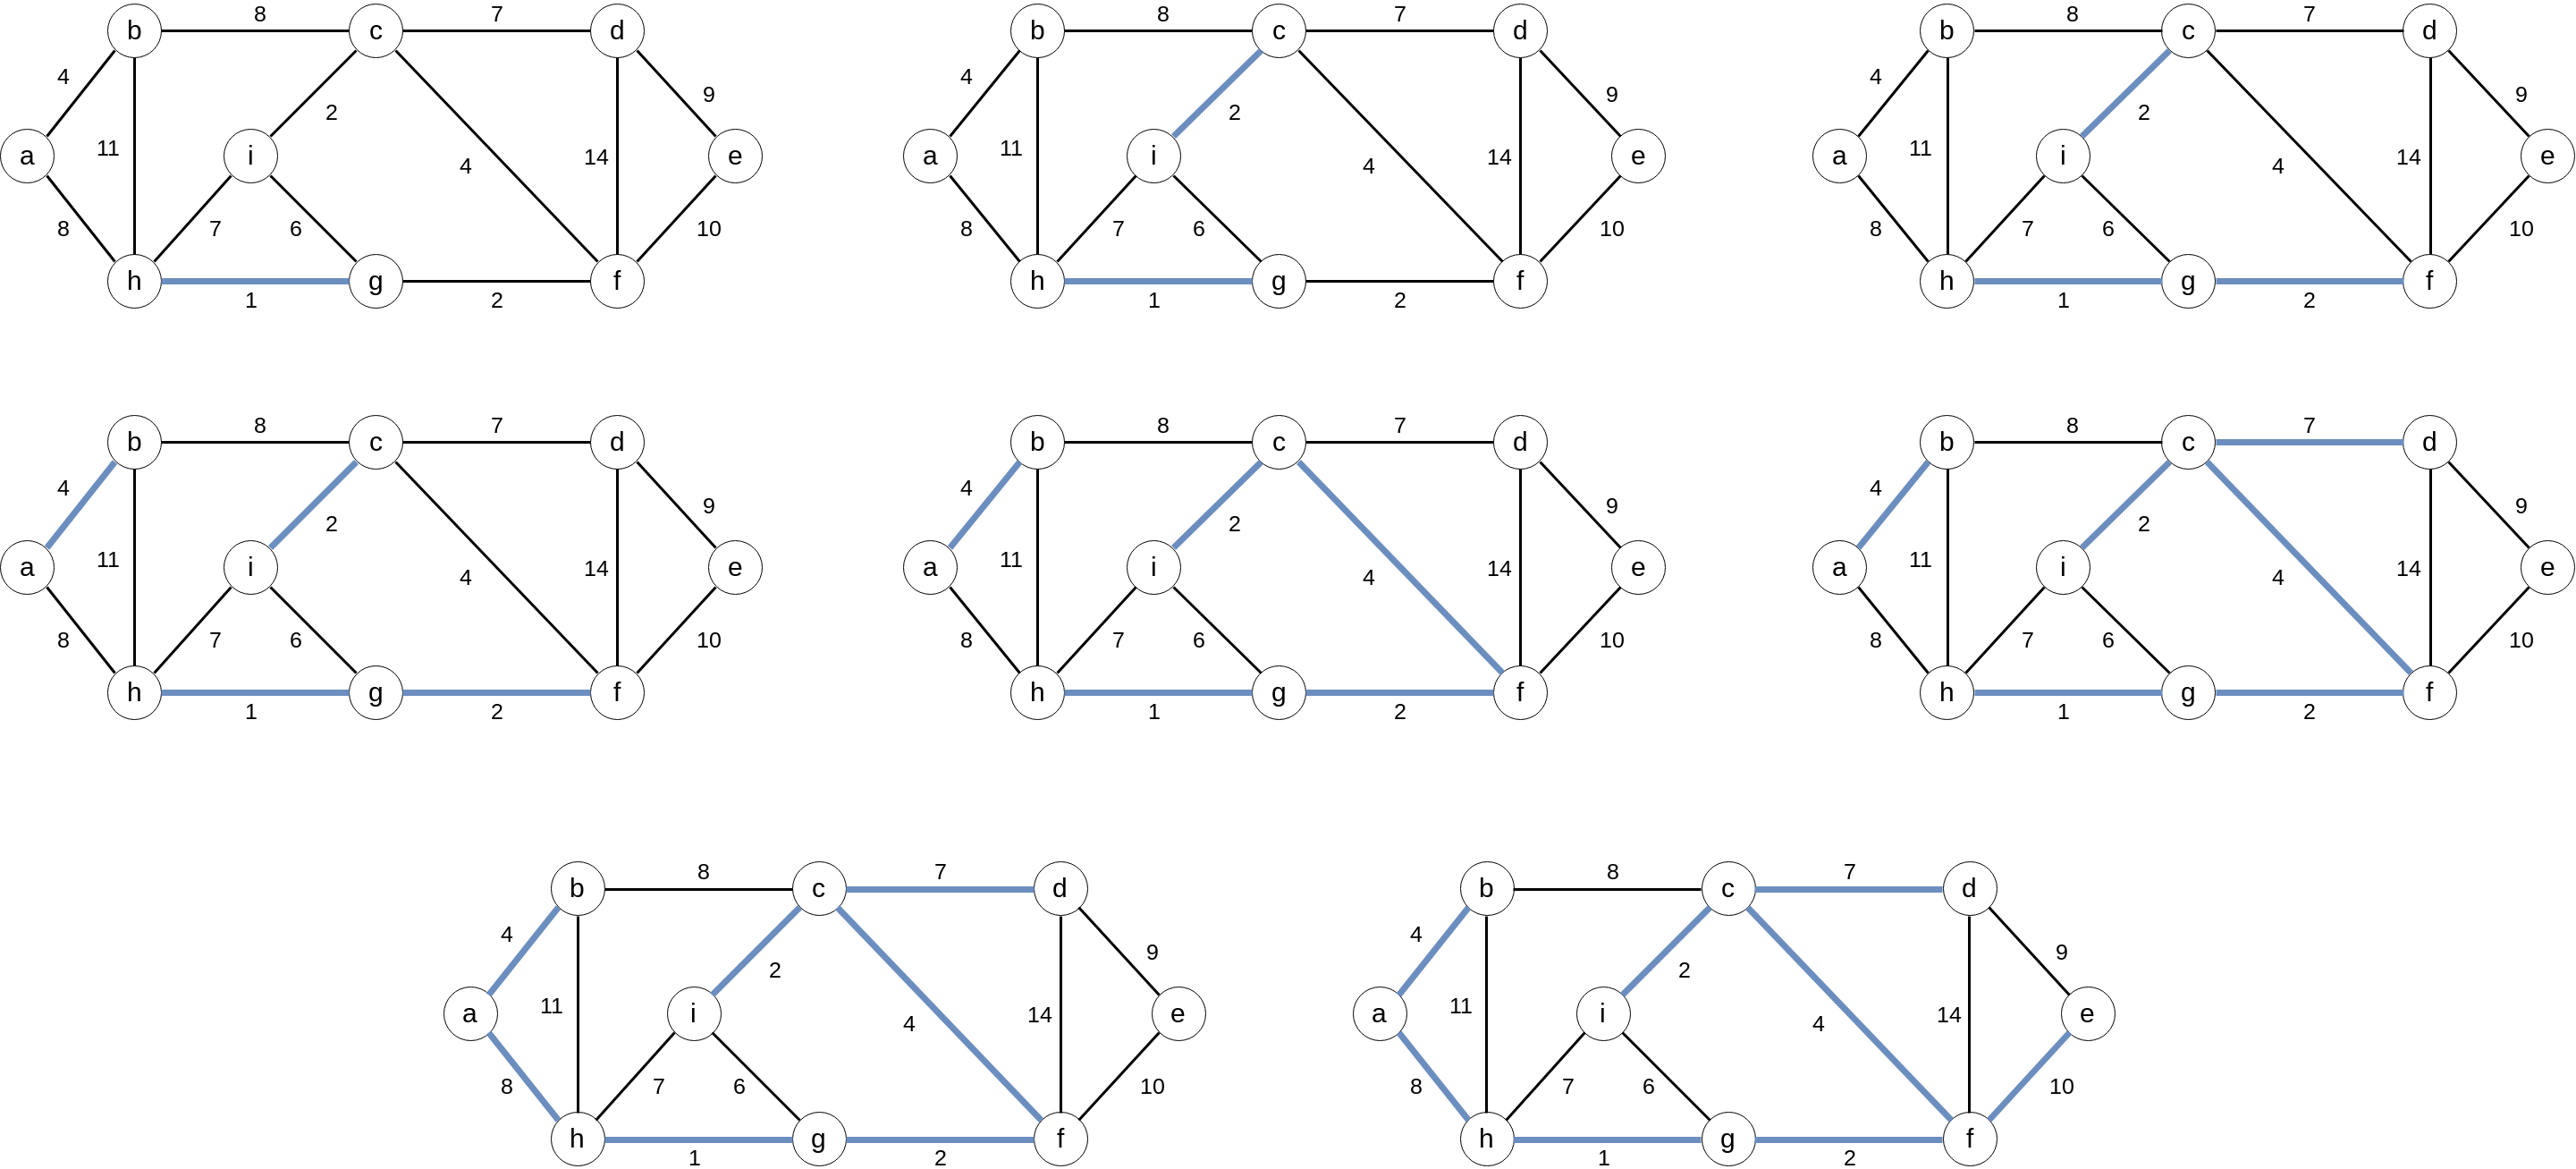 8 7 8 7 8 7
b c d b c d b c d
4 9 4 9 4 9
2 2 2
11 14 11 14 11 14
a i e a i e a i e
4 4 4
8 7 6 10 8 7 6 10 8 7 6 10
h g f h g f h g f
1 2 1 2 1 2
8 7 8 7 8 7
b c d b c d b c d
4 9 4 9 4 9
2 2 2
11 14 11 14 11 14
a i e a i e a i e
4 4 4
8 7 6 10 8 7 6 10 8 7 6 10
h g f h g f h g f
1 2 1 2 1 2
8 7 8 7
b c d b c d
4 9 4 9
2 2
11 14 11 14
a i e a i e
4 4
8 7 6 10 8 7 6 10
h g f h g f
1 2 1 2